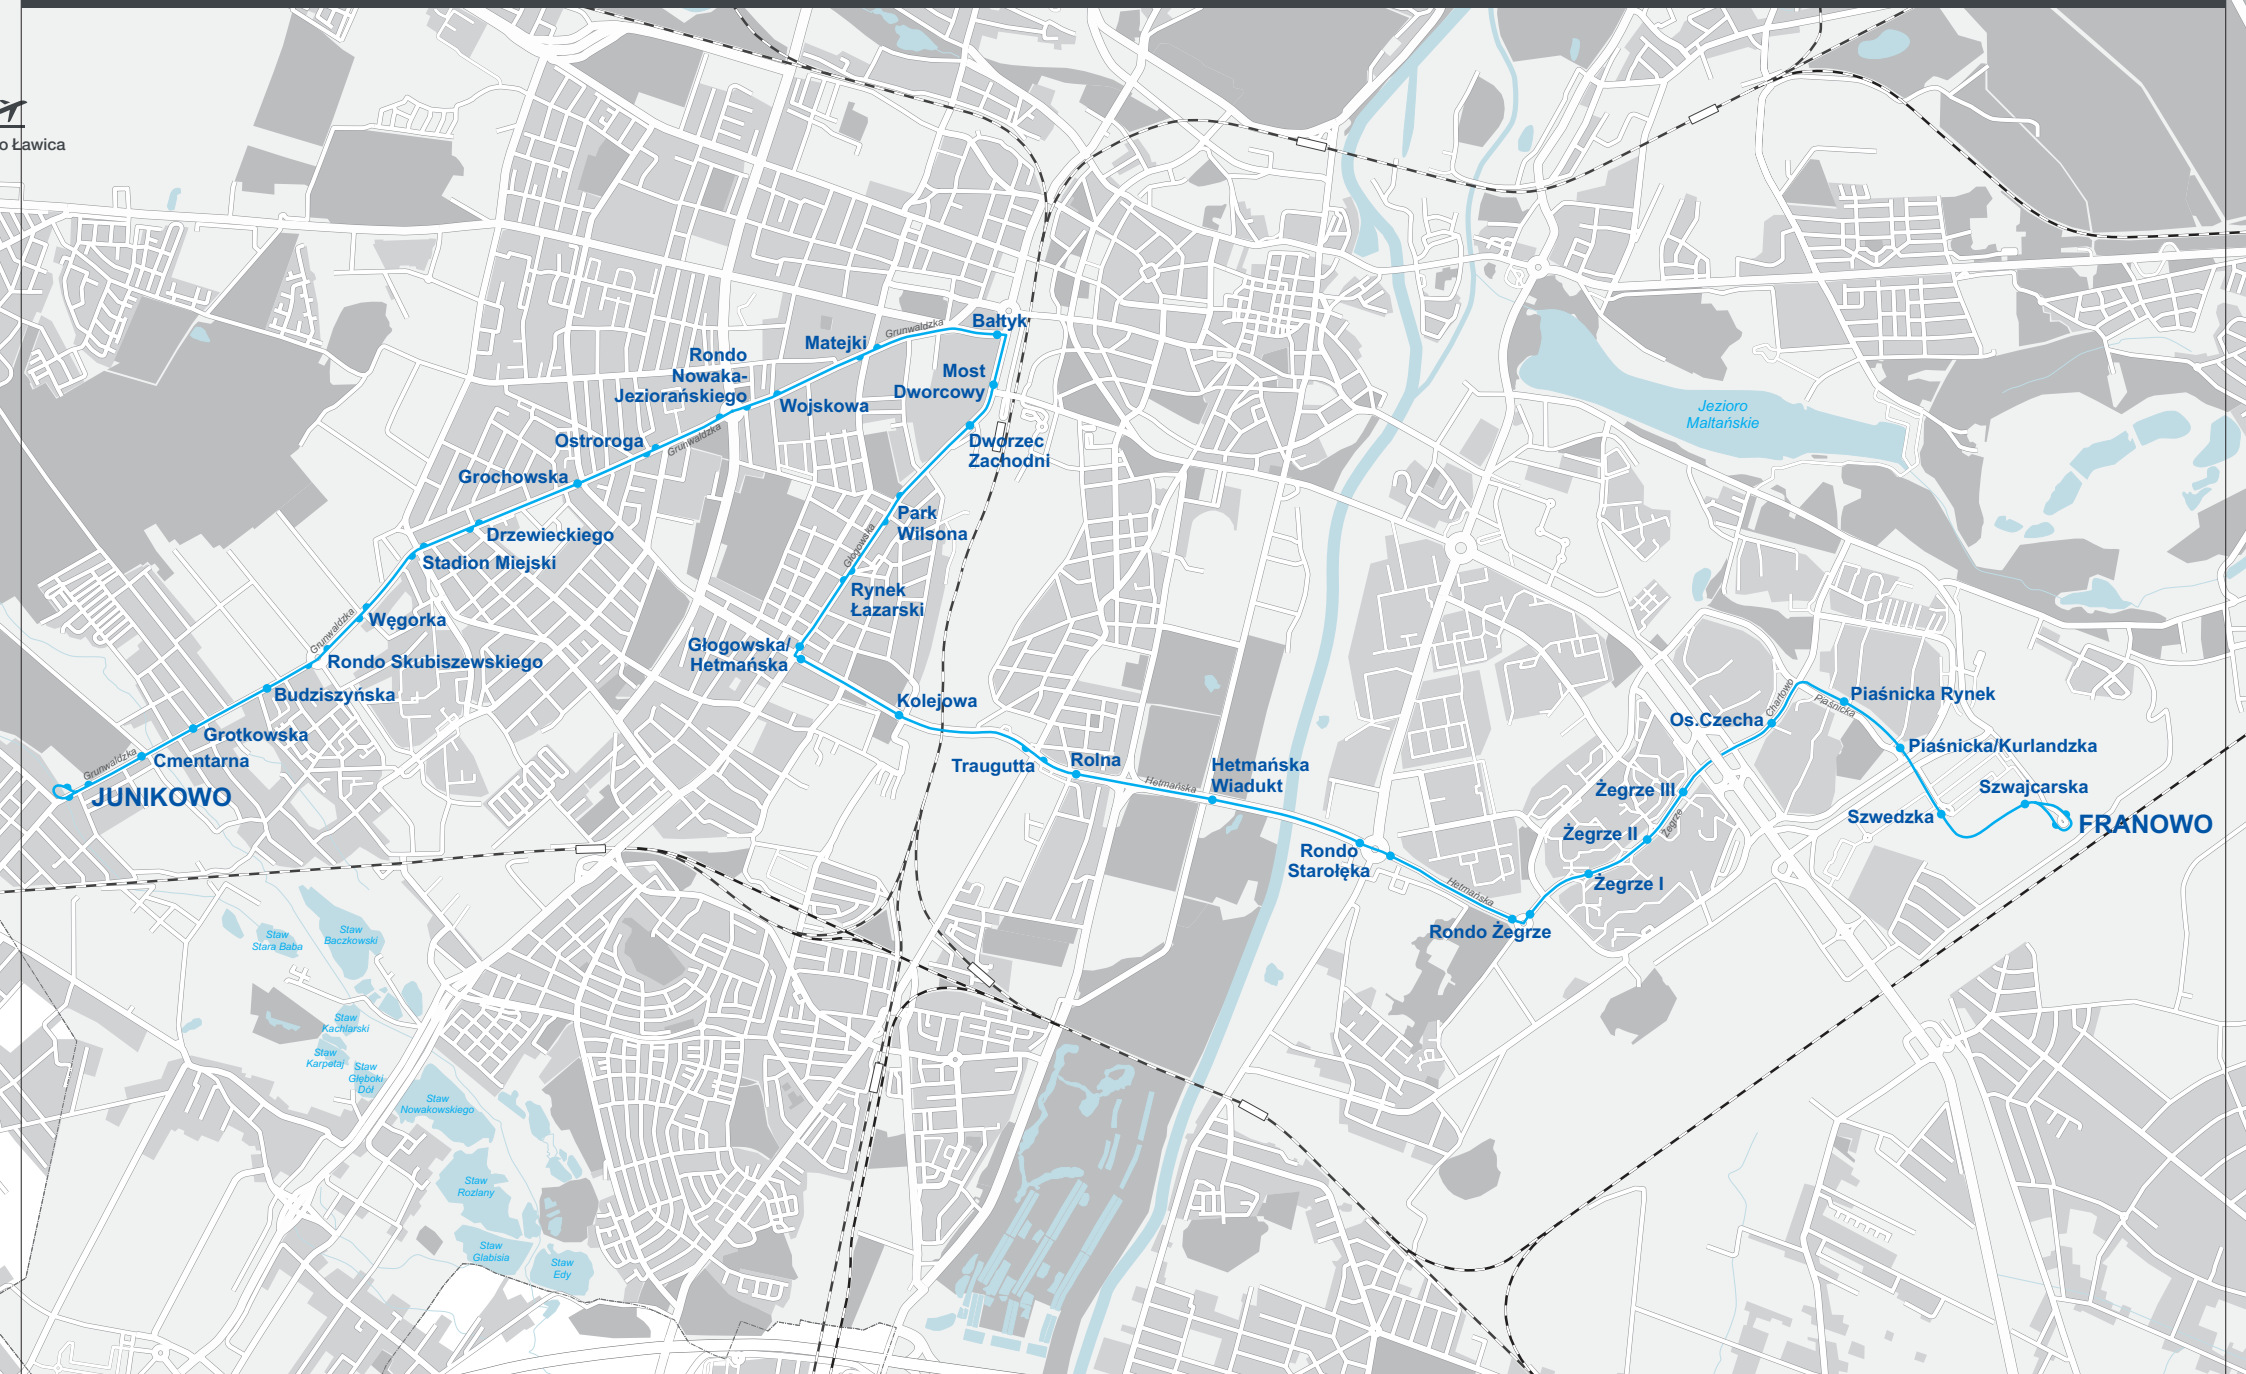 o Ławica
Bałtyk
Grunwaldzka
Matejki
Rondo
Nowaka-
Jeziorańskiego
Most
Dworcowy
Wojskowa
Jezioro
Maltańskie
Grunwaldzka
Ostroroga
Dworzec
Zachodni
Grochowska
Park
Wilsona
Drzewieckiego
Głogowska
Stadion Miejski
Rynek
Łazarski
Węgorka
Grunwaldzka
Głogowska/
Hetmańska
Rondo Skubiszewskiego
Budziszyńska
Kolejowa
Chartowo
Piaśnicka Rynek
Piaśnicka
Os.Czecha
Grotkowska
Piaśnicka/Kurlandzka
Cmentarna
Grunwaldzka
Traugutta
Rolna
Hetmańska
Wiadukt
Hetmańska
Żegrze III
Szwajcarska
JUNIKOWO
Szwedzka
FRANOWO
Żegrze II
Żegrze
Rondo
Starołęka
Hetmańska
Żegrze I
Rondo Żegrze
Staw
Stara Baba
Staw
Baczkowski
Staw
Kachlarski
Staw
Karpetaj
Staw
Głęboki
Dół
Staw
Nowakowskiego
Staw
Rozlany
Staw
Glabisia
Staw
Edy